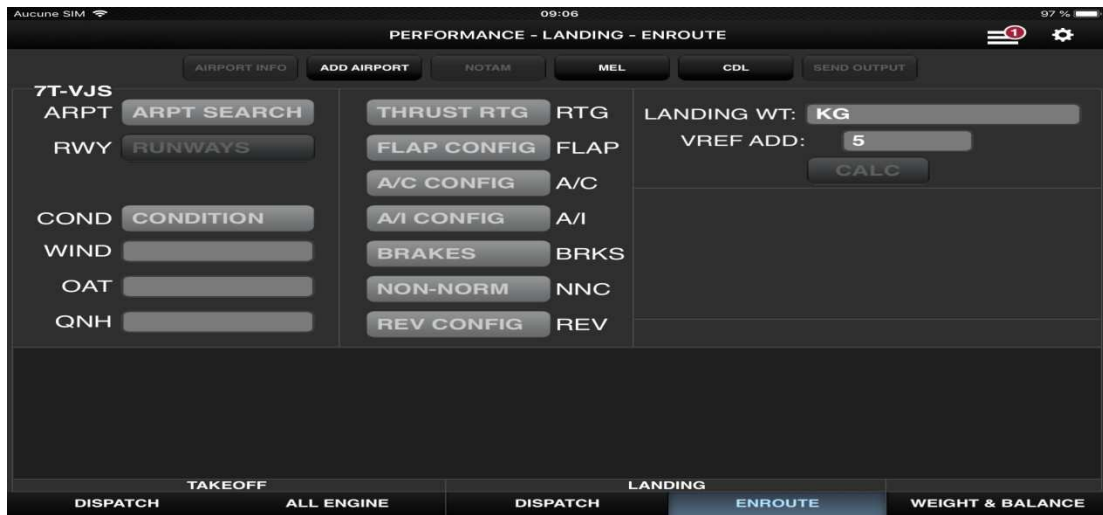 Aucune SIM 09:06 97 %
PERFORMANCE - LANDING - ENROUTE 1
AIRPORT INFO ADD AIRPORT NOTAM MEL CDL SEND OUTPUT
7T-VJS
ARPT ARPT SEARCH THRUST RTG RTG LANDING WT: KG
RWY RUNWAYS FLAP CONFIG FLAP VREF ADD: 5
A/C CONFIG A/C CALC
COND CONDITION A/I CONFIG A/I
WIND BRAKES BRKS
OAT NON-NORM NNC
QNH REV CONFIG REV
TAKEOFF LANDING
DISPATCH ALL ENGINE DISPATCH ENROUTE WEIGHT & BALANCE